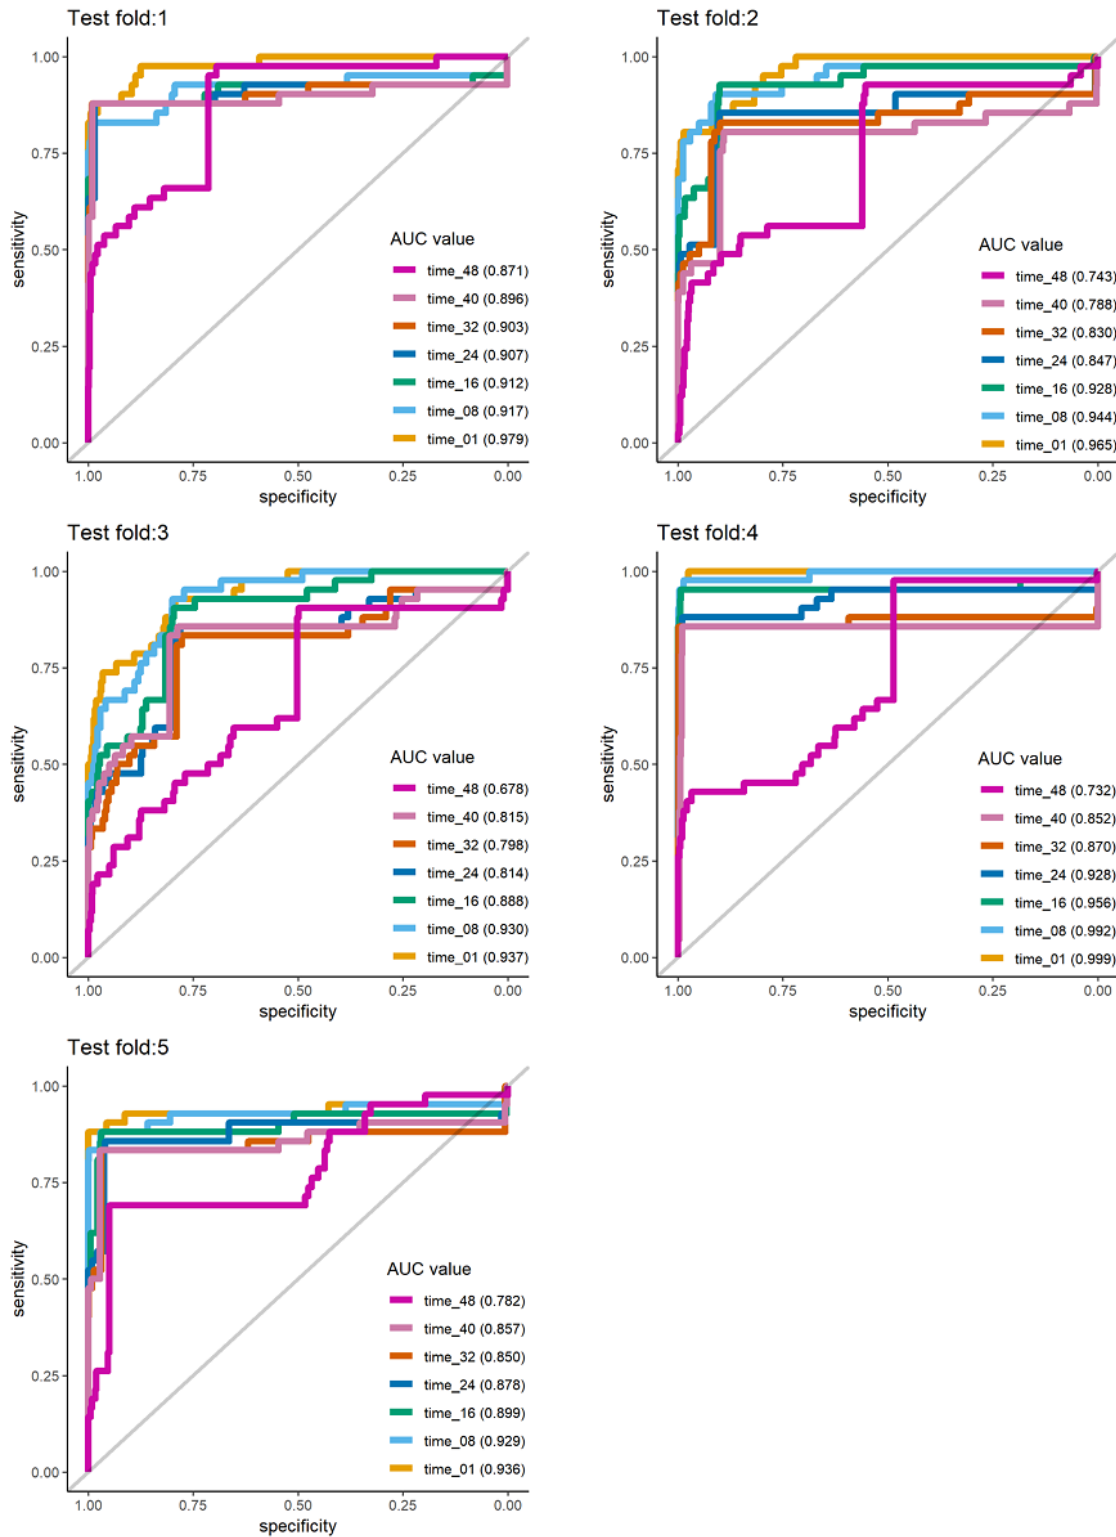 Test fold:1
1.00
0.75
0.50
0.25
0.00
sensitivity
AUC value
time_48 (0.871)
time_40 (0.896)
time_32 (0.903)
time_24 (0.907)
time_16 (0.912)
time_08 (0.917)
time_01 (0.979)
1.00 0.75 0.50 0.25 0.00
specificity
Test fold:2
1.00
0.75
0.50
0.25
0.00
sensitivity
AUC value
time_48 (0.743)
time_40 (0.788)
time_32 (0.830)
time_24 (0.847)
time_16 (0.928)
time_08 (0.944)
time_01 (0.965)
1.00 0.75 0.50 0.25 0.00
specificity
Test fold:3
1.00
0.75
0.50
0.25
0.00
sensitivity
AUC value
time_48 (0.678)
time_40 (0.815)
time_32 (0.798)
time_24 (0.814)
time_16 (0.888)
time_08 (0.930)
time_01 (0.937)
1.00 0.75 0.50 0.25 0.00
specificity
Test fold:4
1.00
0.75
0.50
0.25
0.00
sensitivity
AUC value
time_48 (0.732)
time_40 (0.852)
time_32 (0.870)
time_24 (0.928)
time_16 (0.956)
time_08 (0.992)
time_01 (0.999)
1.00 0.75 0.50 0.25 0.00
specificity
Test fold:5
1.00
0.75
0.50
0.25
0.00
sensitivity
AUC value
time_48 (0.782)
time_40 (0.857)
time_32 (0.850)
time_24 (0.878)
time_16 (0.899)
time_08 (0.929)
time_01 (0.936)
1.00 0.75 0.50 0.25 0.00
specificity